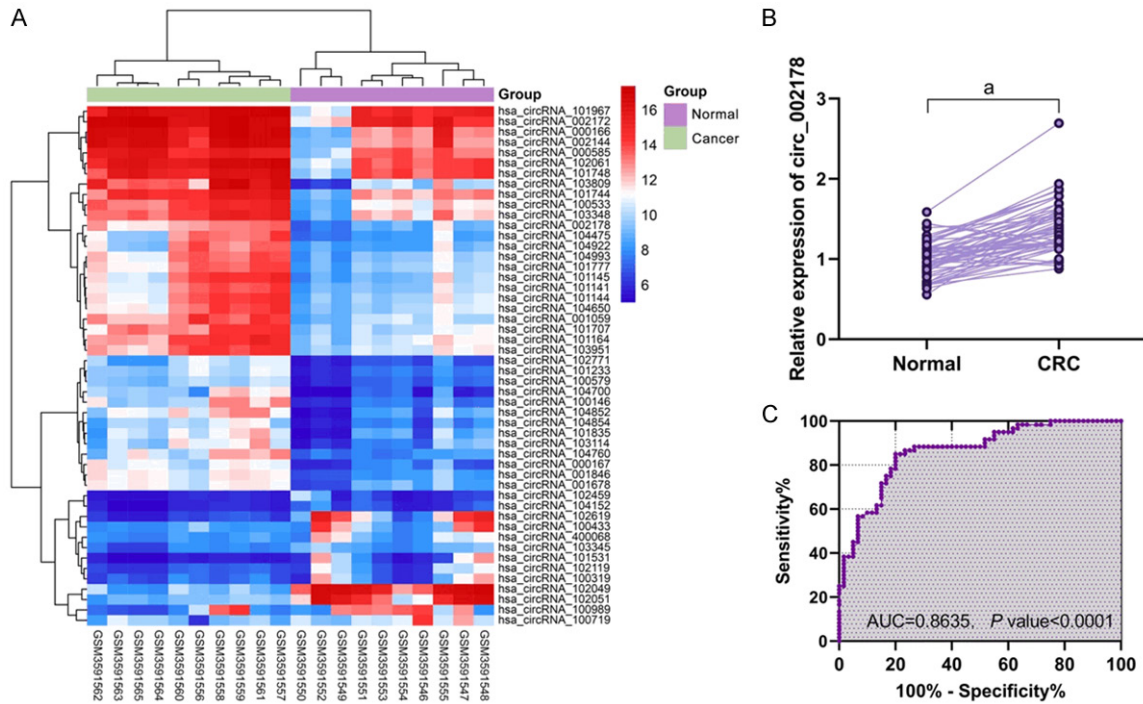 A
Group
hsa_circRNA_101967
hsa_circRNA_002172
hsa_circRNA_000166
hsa_circRNA_002144
hsa_circRNA_000585
hsa_circRNA_102061
hsa_circRNA_101748
hsa_circRNA_103809
hsa_circRNA_101744
hsa_circRNA_100533
hsa_circRNA_103348
hsa_circRNA_002178
hsa_circRNA_104475
hsa_circRNA_104922
hsa_circRNA_104993
hsa_circRNA_101777
hsa_circRNA_101145
hsa_circRNA_101141
hsa_circRNA_101144
hsa_circRNA_104650
hsa_circRNA_001059
hsa_circRNA_101707
hsa_circRNA_101164
hsa_circRNA_103951
hsa_circRNA_102771
hsa_circRNA_101233
hsa_circRNA_100579
hsa_circRNA_104700
hsa_circRNA_100146
hsa_circRNA_104852
hsa_circRNA_104854
hsa_circRNA_101835
hsa_circRNA_103114
hsa_circRNA_104760
hsa_circRNA_000167
hsa_circRNA_001846
hsa_circRNA_001678
hsa_circRNA_102459
hsa_circRNA_104152
hsa_circRNA_102619
hsa_circRNA_100433
hsa_circRNA_400068
hsa_circRNA_103345
hsa_circRNA_101531
hsa_circRNA_102119
hsa_circRNA_100319
hsa_circRNA_102049
hsa_circRNA_102051
hsa_circRNA_100989
hsa_circRNA_100719
GSM3591562
GSM3591563
GSM3591565
GSM3591564
GSM3591560
GSM3591556
GSM3591558
GSM3591559
GSM3591561
GSM3591557
GSM3591550
GSM3591552
GSM3591549
GSM3591551
GSM3591553
GSM3591554
GSM3591546
GSM3591555
GSM3591547
GSM3591548
16
14
12
10
8
6
Group
Normal
Cancer
B
Relative expression of circ_002178
3
2
1
0
a
Normal
CRC
C
Sensitivity%
100
80
60
40
20
0
AUC=0.8635, P value<0.0001
0
20
40
60
80
100
100% - Specificity%